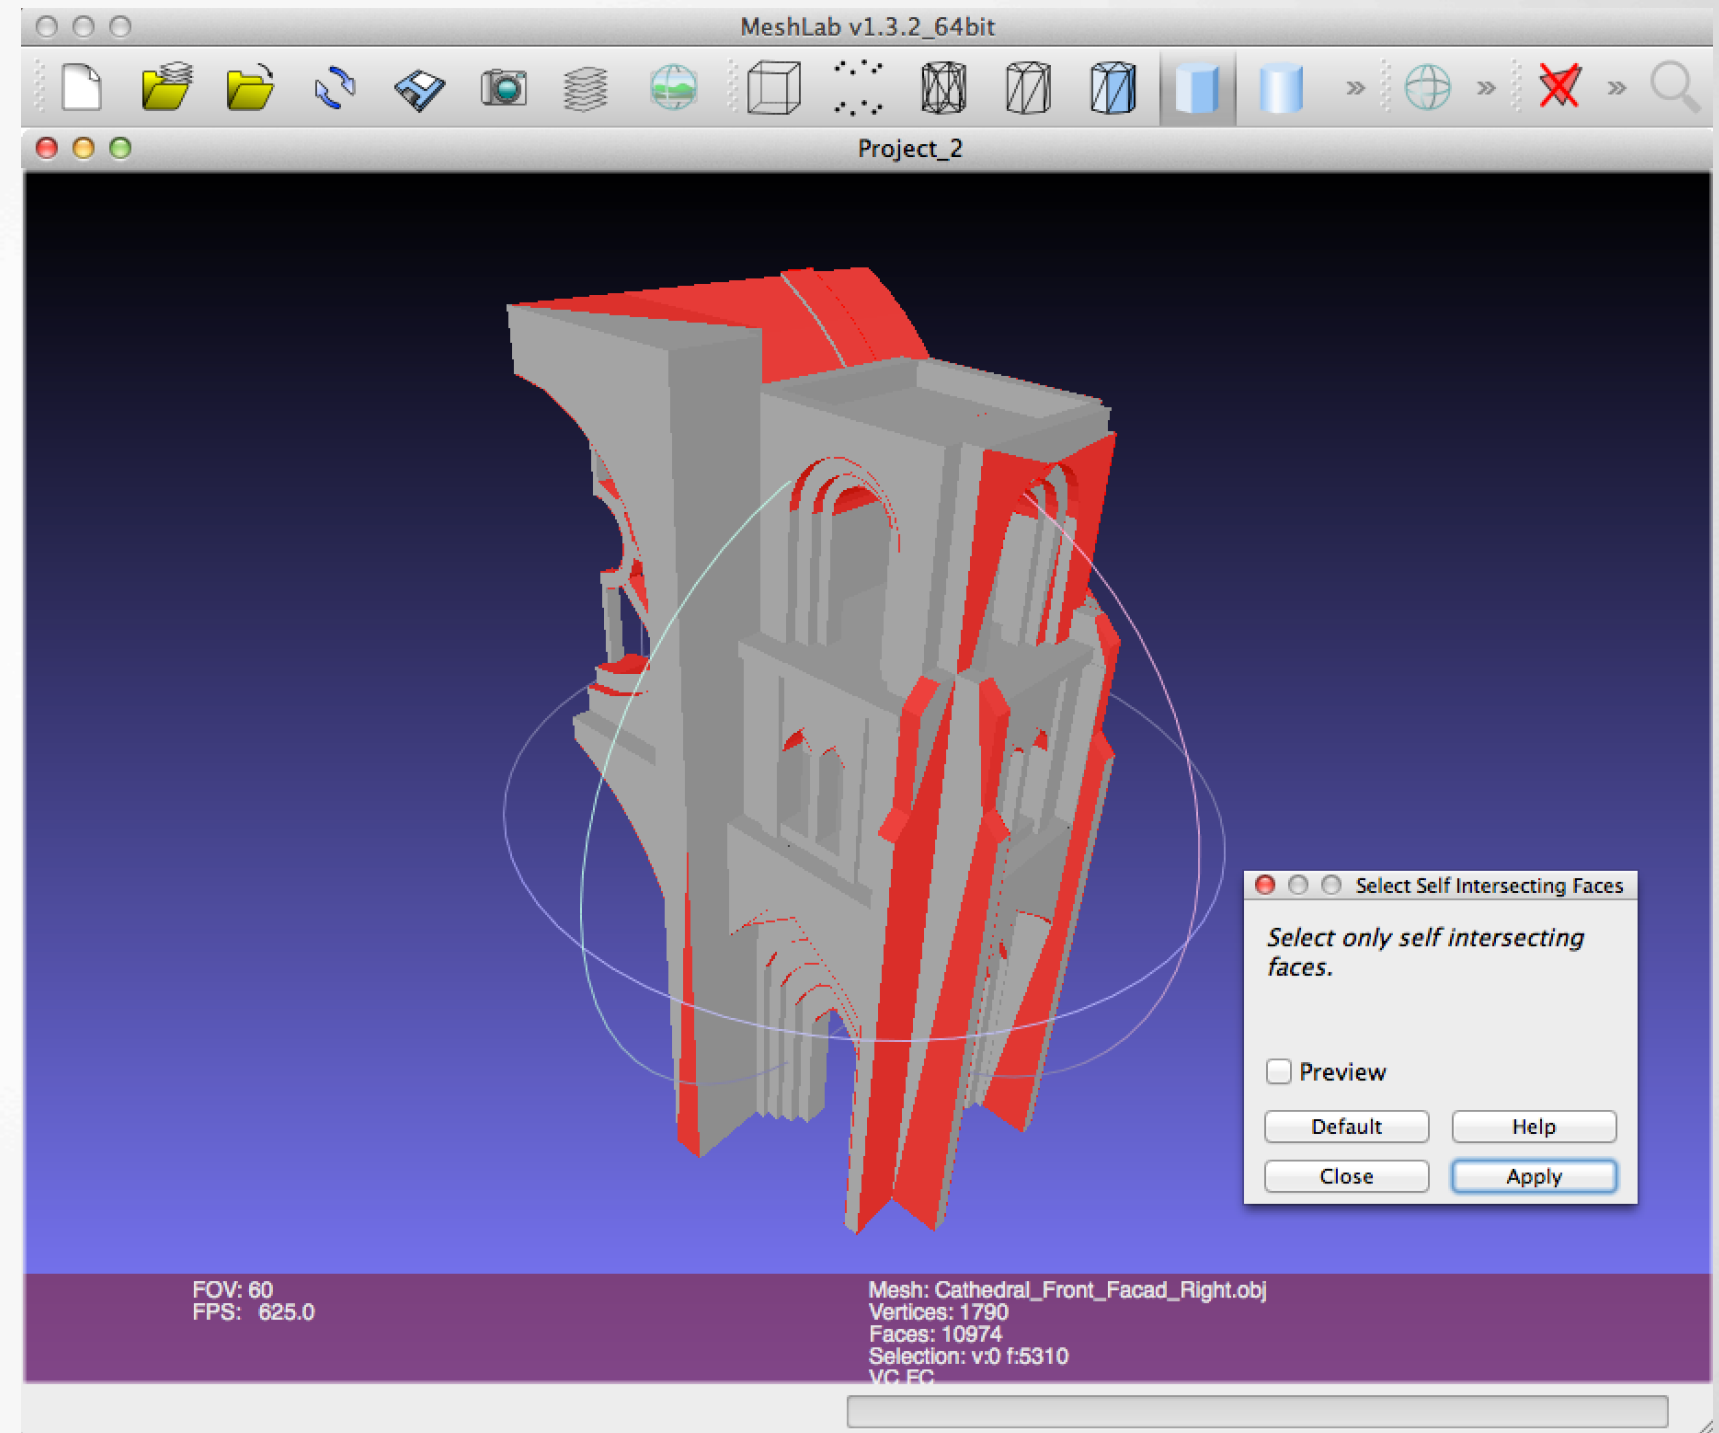 MeshLab v1.3.2_64bit
Project_2
Select Self Intersecting Faces
Select only self intersecting
faces.
Preview
Default
Help
Close
Apply
FOV: 60
FPS: 625.0
Mesh: Cathedral_Front_Facad_Right.obj
Vertices: 1790
Faces: 10974
Selection: v:0 f:5310
VC FC